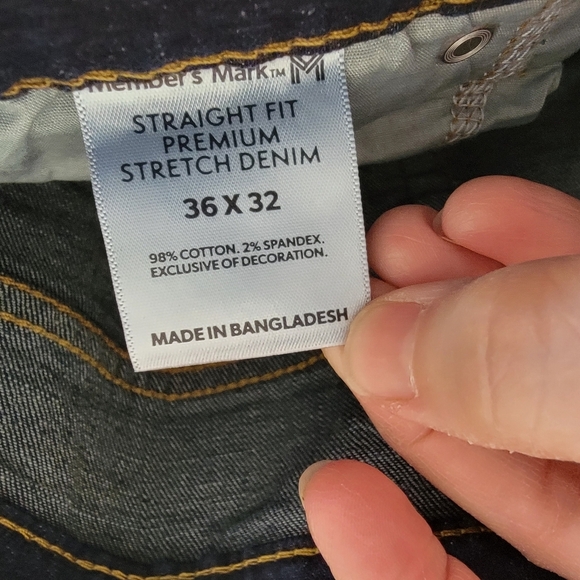 Member's Mark™ M
STRAIGHT FIT
PREMIUM
STRETCH DENIM
36 X 32
98% COTTON. 2% SPANDEX.
EXCLUSIVE OF DECORATION.
MADE IN BANGLADESH